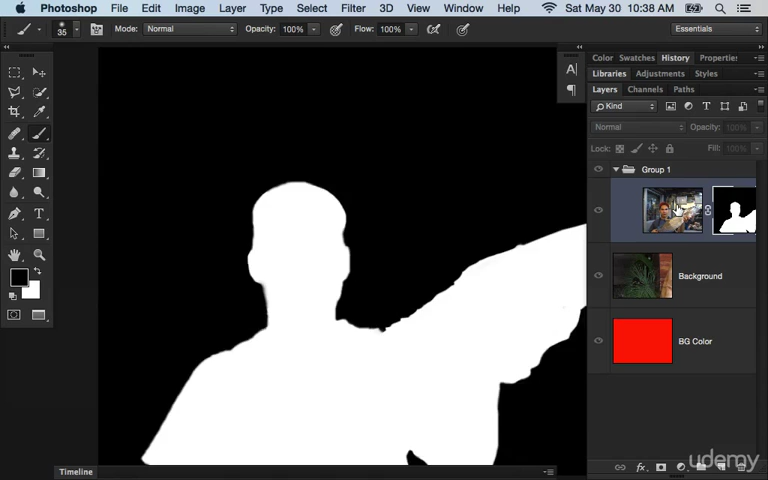 Photoshop File Edit Image Layer Type Select Filter 3D View Window Help Sat May 30 10:38 AM
35 Mode: Normal Opacity: 100% Flow: 100% Essentials
Color Swatches History Properties
Libraries Adjustments Styles
Layers Channels Paths
Kind
Normal Opacity: 100%
Lock: Fill: 100%
Group 1
Background
BG Color
Timeline
udemy